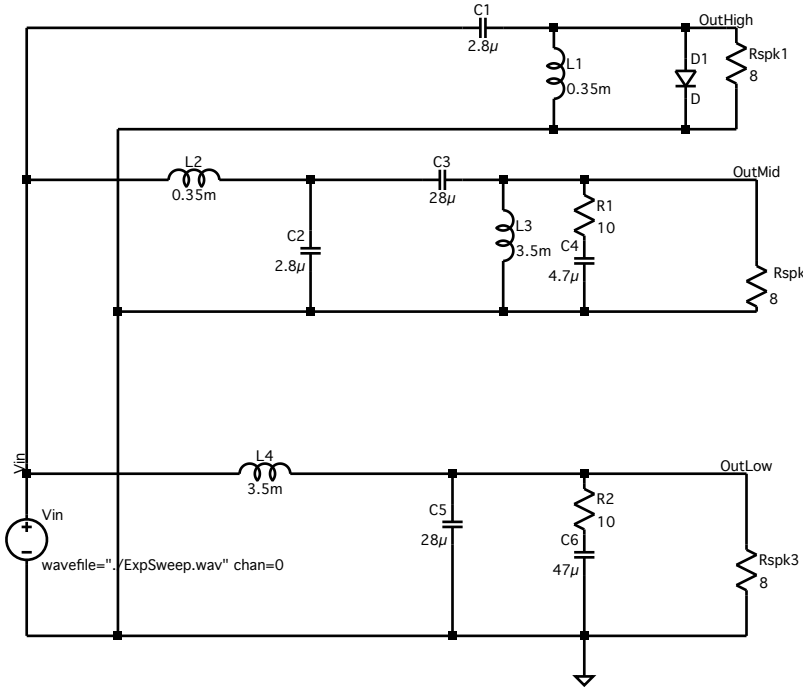 C1
OutHigh
2.8µ
L1
0.35m
D1
D
Rspk1
8
L2
0.35m
C3
28µ
OutMid
C2
2.8µ
L3
3.5m
R1
10
C4
4.7µ
Rspk
8
Vin
L4
3.5m
OutLow
Vin
wavefile="./ExpSweep.wav" chan=0
C5
28µ
R2
10
C6
47µ
Rspk3
8